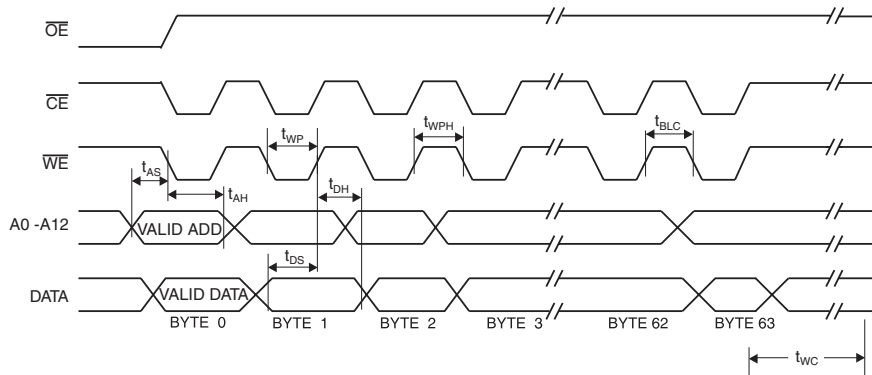 OE
CE
tWP
tWPH
tBLC
WE
tAS
tAH
tDH
A0 -A12
VALID ADD
tDS
DATA
VALID DATA
BYTE 0
BYTE 1
BYTE 2
BYTE 3
BYTE 62
BYTE 63
tWC